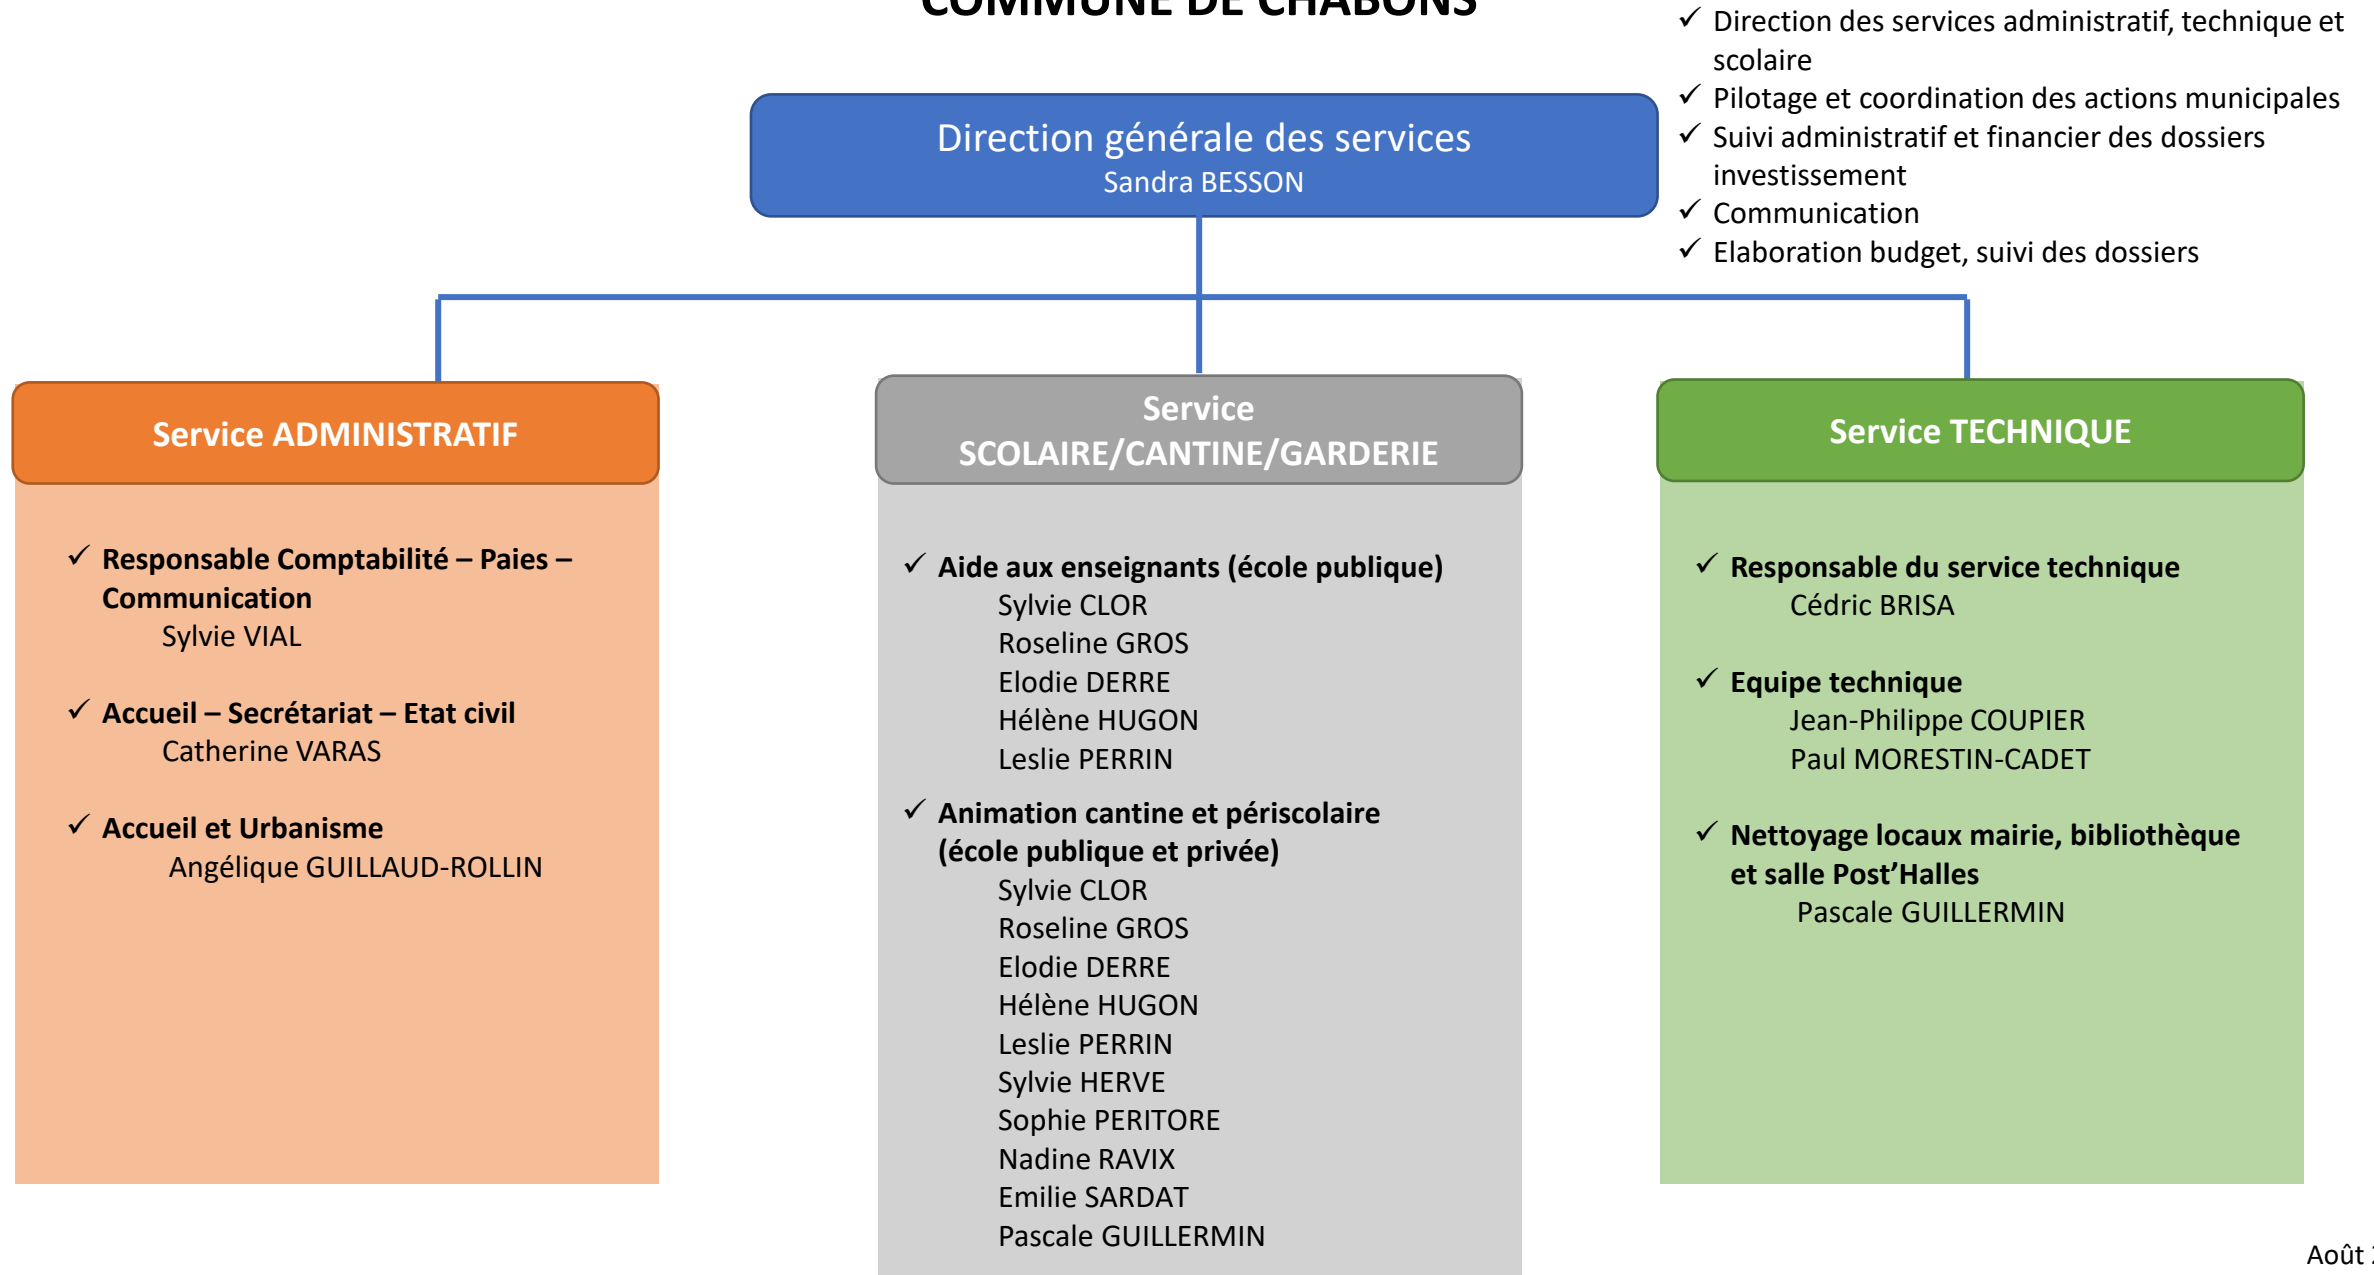 COMMUNE DE CHABONS
✓ Direction des services administratif, technique et
scolaire
✓ Pilotage et coordination des actions municipales
✓ Suivi administratif et financier des dossiers
investissement
✓ Communication
✓ Elaboration budget, suivi des dossiers
Direction générale des services
Sandra BESSON
Service ADMINISTRATIF
✓ Responsable Comptabilité – Paies –
Communication
Sylvie VIAL
✓ Accueil – Secrétariat – Etat civil
Catherine VARAS
✓ Accueil et Urbanisme
Angélique GUILLAUD-ROLLIN
Service
SCOLAIRE/CANTINE/GARDERIE
✓ Aide aux enseignants (école publique)
Sylvie CLOR
Roseline GROS
Elodie DERRE
Hélène HUGON
Leslie PERRIN
✓ Animation cantine et périscolaire
(école publique et privée)
Sylvie CLOR
Roseline GROS
Elodie DERRE
Hélène HUGON
Leslie PERRIN
Sylvie HERVE
Sophie PERITORE
Nadine RAVIX
Emilie SARDAT
Pascale GUILLERMIN
Service TECHNIQUE
✓ Responsable du service technique
Cédric BRISA
✓ Equipe technique
Jean-Philippe COUPIER
Paul MORESTIN-CADET
✓ Nettoyage locaux mairie, bibliothèque
et salle Post’Halles
Pascale GUILLERMIN
Août